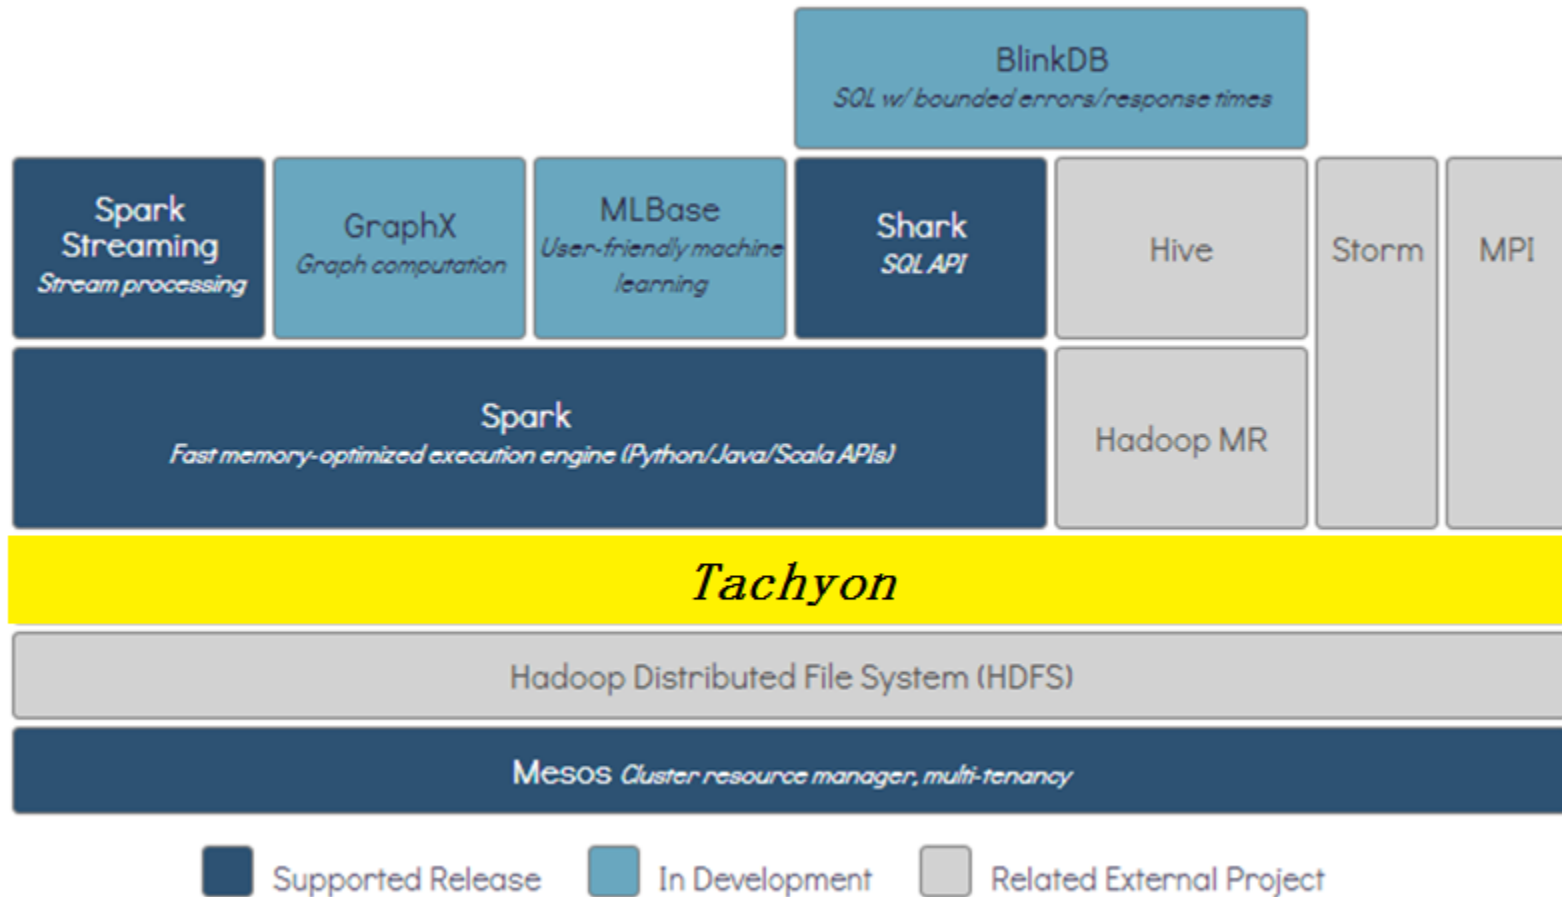 BlinkDB
SQL w/ bounded errors/response times
Spark
Streaming
Stream processing
GraphX
Graph computation
MLBase
User-friendly machine
learning
Shark
SQL API
Hive
Storm
MPI
Spark
Fast memory-optimized execution engine (Python/Java/Scala APIs)
Hadoop MR
Tachyon
Hadoop Distributed File System (HDFS)
Mesos Cluster resource manager, multi-tenancy
Supported Release
In Development
Related External Project